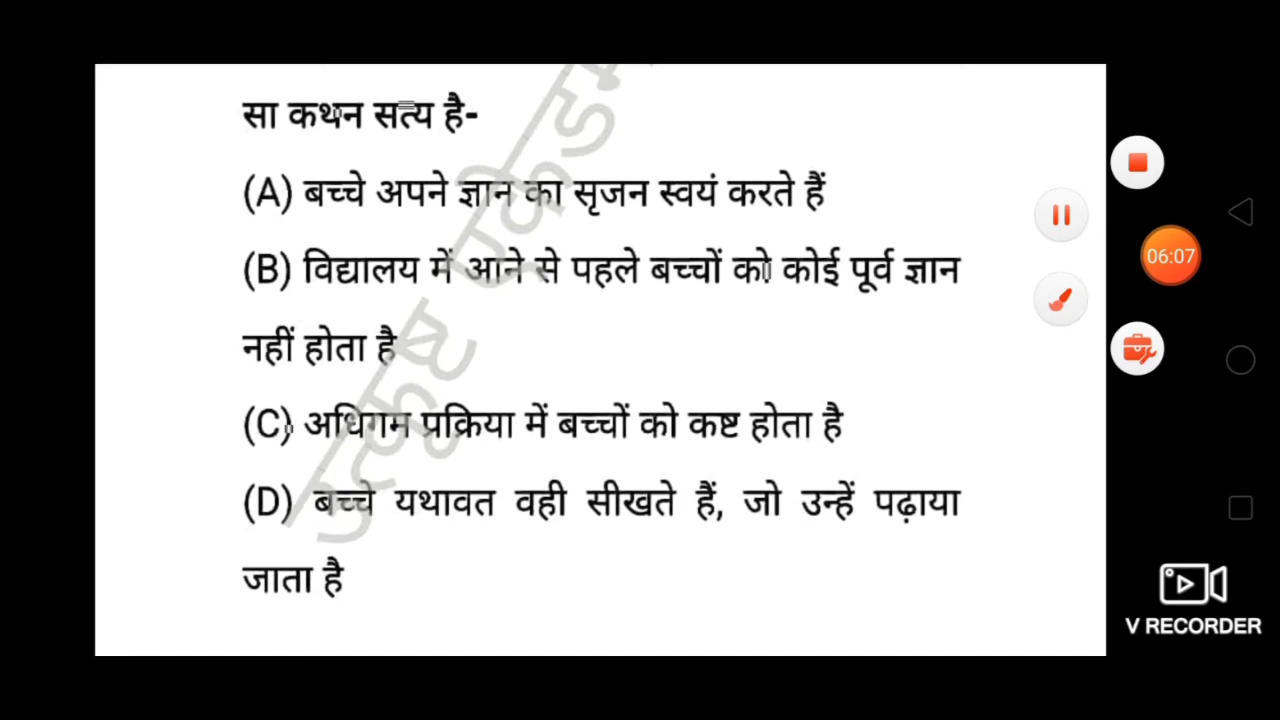 सा कथन सत्य है-
(A) बच्चे अपने ज्ञान का सृजन स्वयं करते हैं
(B) विद्यालय में आने से पहले बच्चों को कोई पूर्व ज्ञान
नहीं होता है
(C) अधिगम प्रक्रिया में बच्चों को कष्ट होता है
(D) बच्चे यथावत वही सीखते हैं, जो उन्हें पढ़ाया
जाता है
उत्कृष्ट
06:07
V RECORDER